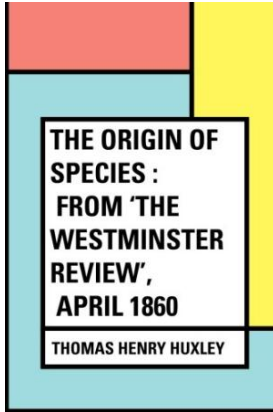 THE ORIGIN OF
SPECIES :
FROM ‘THE
WESTMINSTER
REVIEW’,
APRIL 1860
THOMAS HENRY HUXLEY